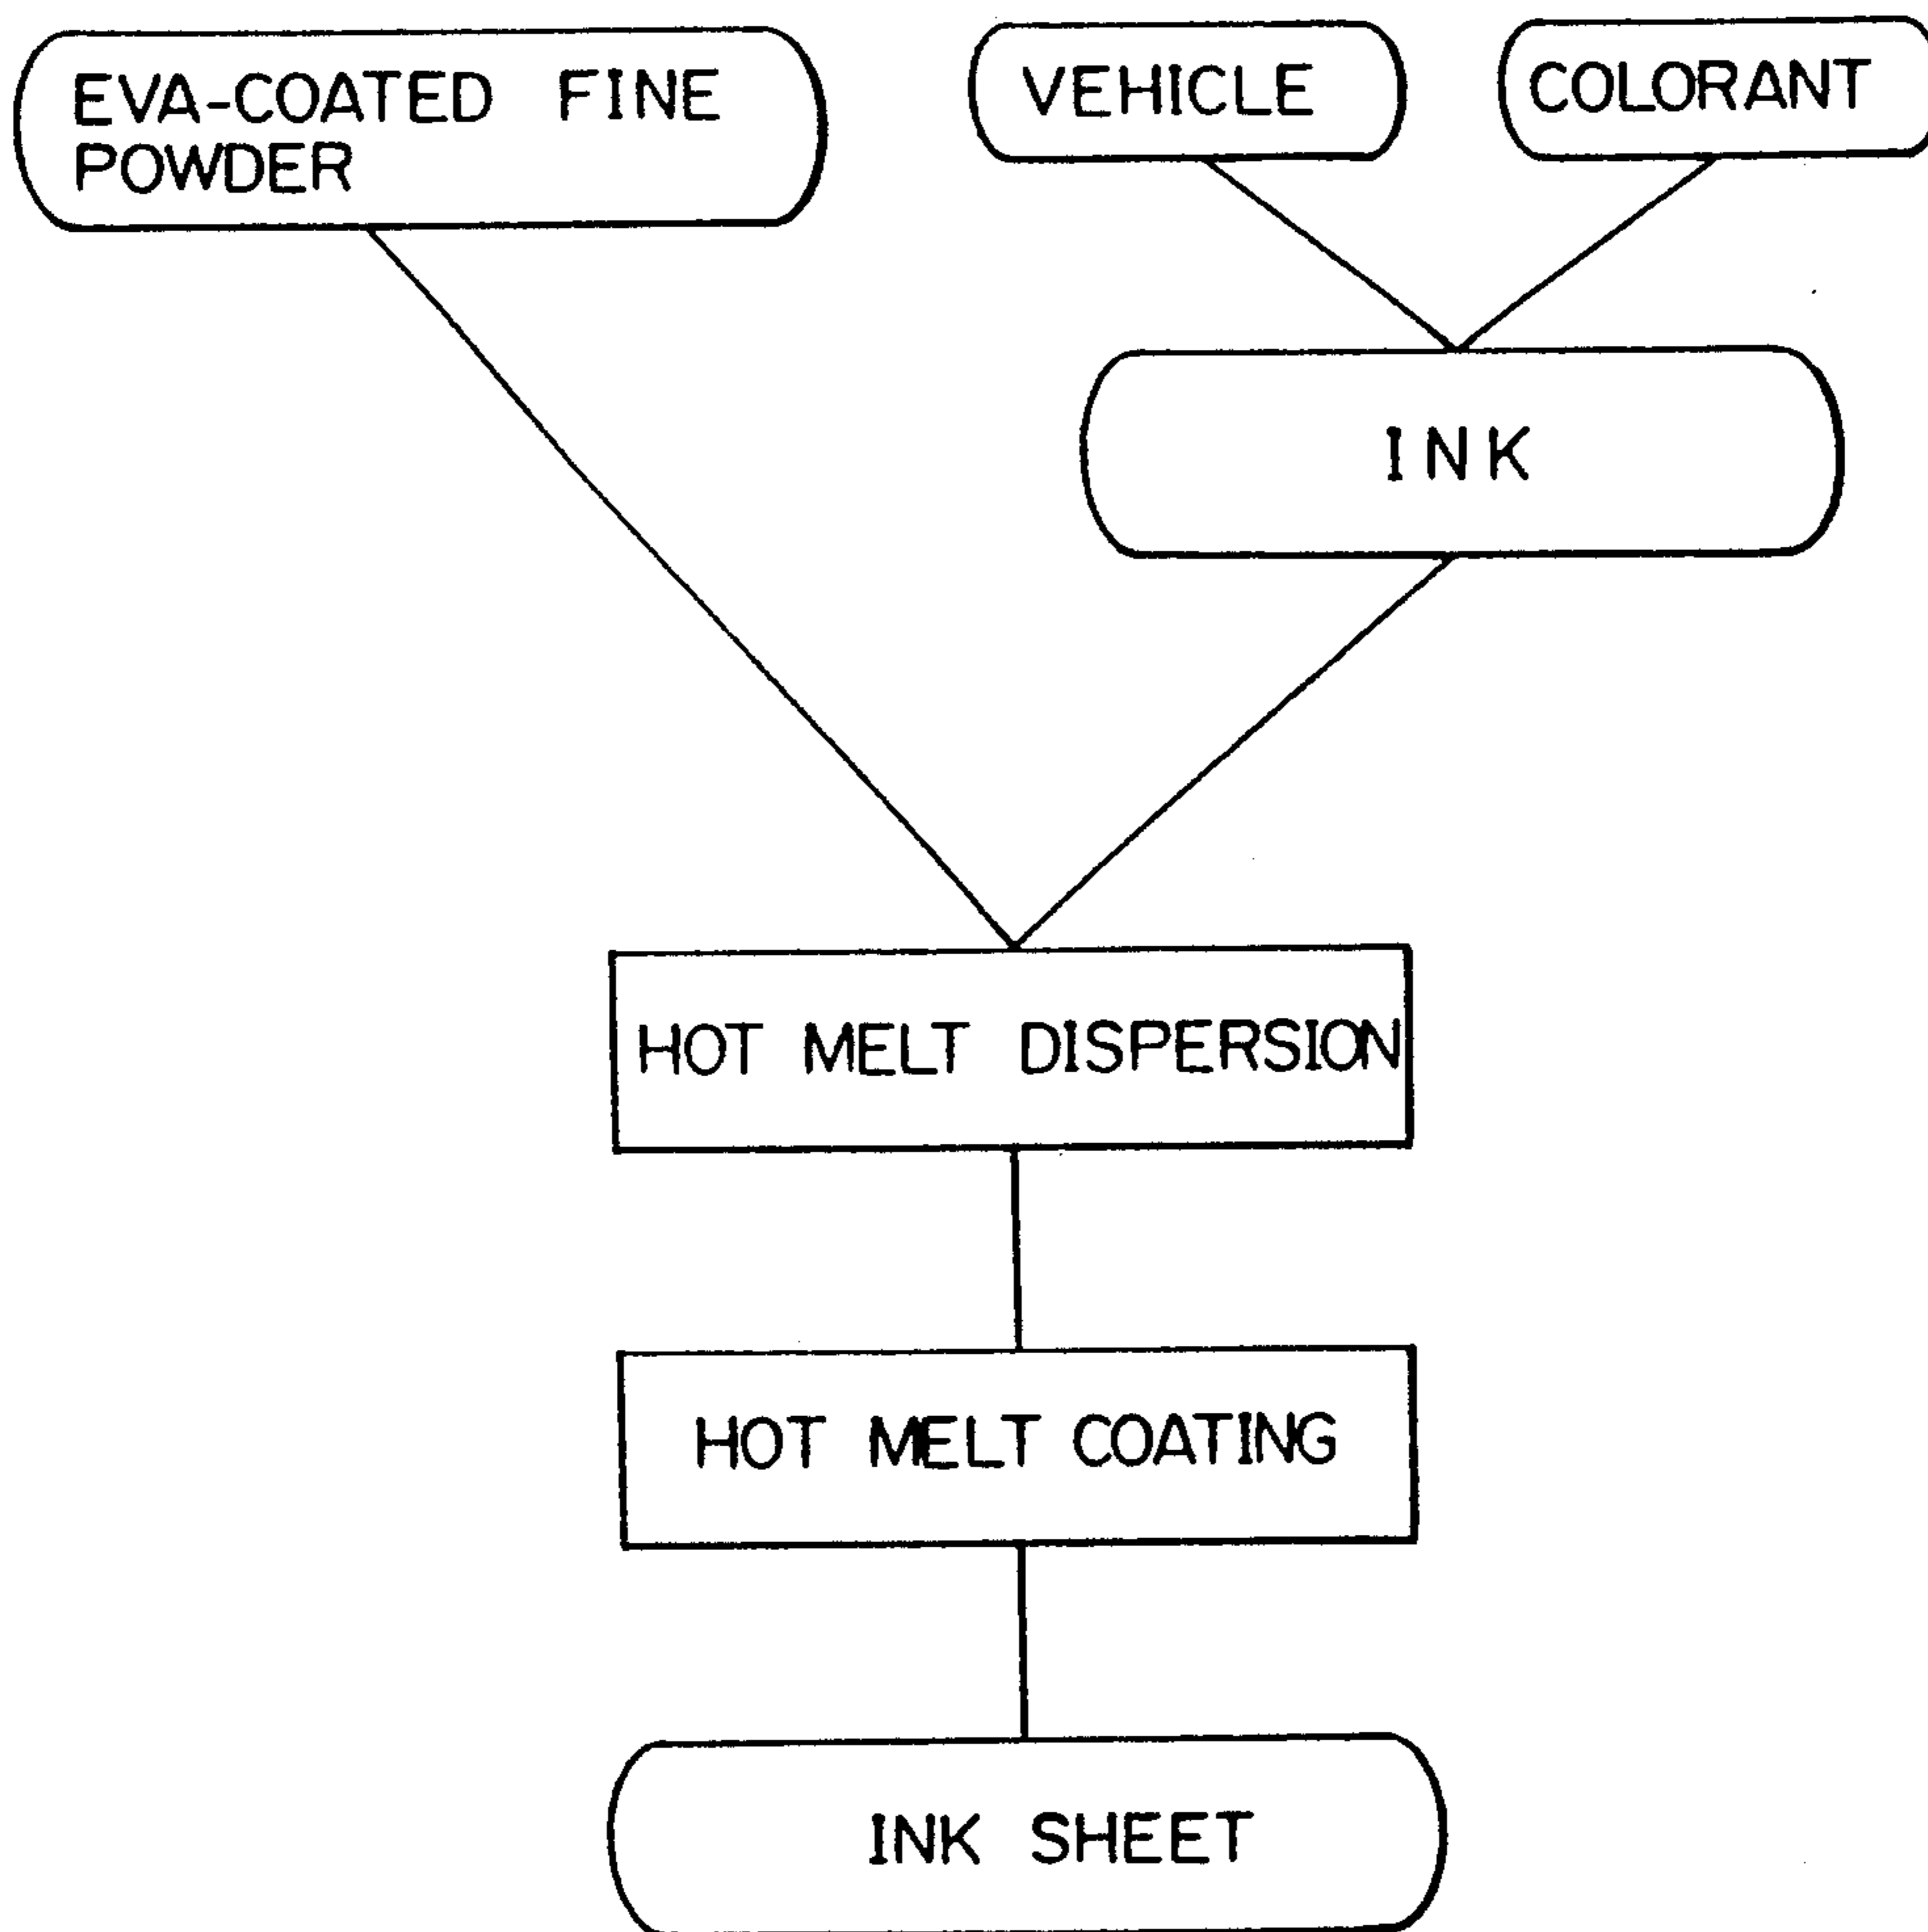 EVA-COATED FINE
POWDER
VEHICLE
COLORANT
INK
HOT MELT DISPERSION
HOT MELT COATING
INK SHEET